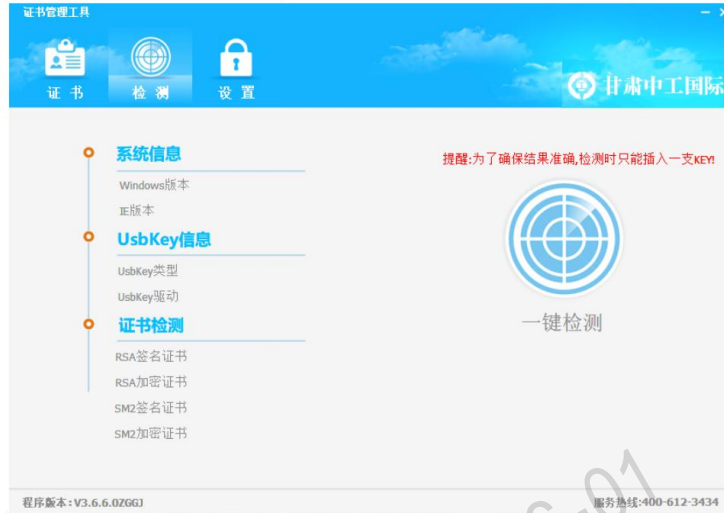 证书管理工具
证书
检测
设置
甘肃中工国际
系统信息
提醒:为了确保结果准确,检测时只能插入一支KEY!
Windows版本
IE版本
UsbKey信息
UsbKey类型
UsbKey驱动
证书检测
一键检测
RSA签名证书
RSA加密证书
SM2签名证书
SM2加密证书
程序版本:V3.6.6.0ZGGJ
服务热线:400-612-3434